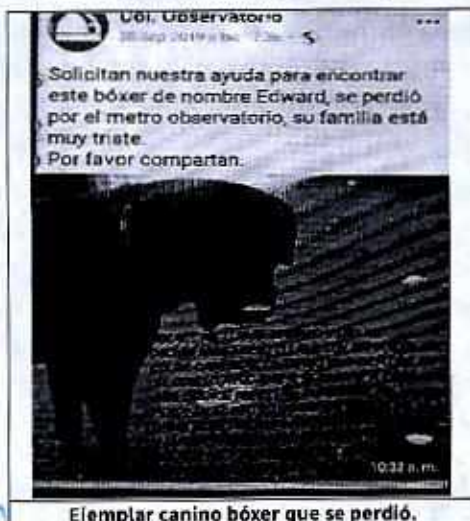 Col. Observatorio
Solicitan nuestra ayuda para encontrar
este bóxer de nombre Edward, se perdió
por el metro observatorio, su familia está
muy triste.
Por favor compartan.
10:33 a. m.
Ejemplar canino bóxer que se perdió.